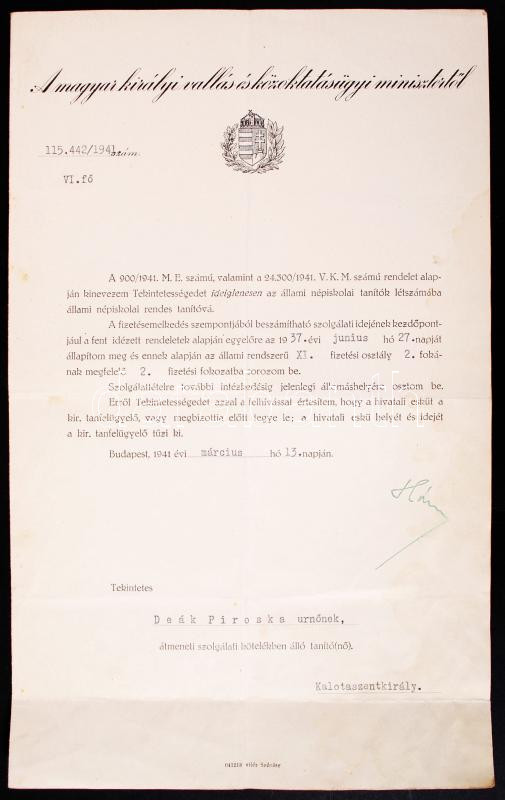 A magyar királyi vallás és közoktatásügyi minisztertől
115.442/1941 szám.
VI.fő
A 900/1941. M. E. számú, valamint a 24.300/1941. V. K. M. számú rendelet alap-
ján kinevezem Tekintetességedet ideiglenesen az állami népiskolai tanítók létszámába
állami népiskolai rendes tanítóvá.
A fizetésemelkedés szempontjából beszámítható szolgálati idejének kezdőpont-
jául a fent idézett rendeletek alapján egyelőre az 1937. évi junius hó 27. napját
állapítom meg és ennek alapján az állami rendszerű XI. fizetési osztály 2. foká-
nak megfelelő 2. fizetési fokozatba sorozom be.
Szolgálattételre további intézkedésig jelenlegi állomáshelyére osztom be.
Erről Tekintetességedet azzal a felhívással értesítem, hogy a hivatali esküt a
kir. tanfelügyelő, vagy megbízottja előtt tegye le; a hivatali eskü helyét és idejét
a kir. tanfelügyelő tűzi ki.
Budapest, 1941 évi március hó 13. napján.
Tekintetes
Deák Piroska urnőnek,
átmeneti szolgálati kötelékben álló tanító(nő).
Kalotaszentkirály.